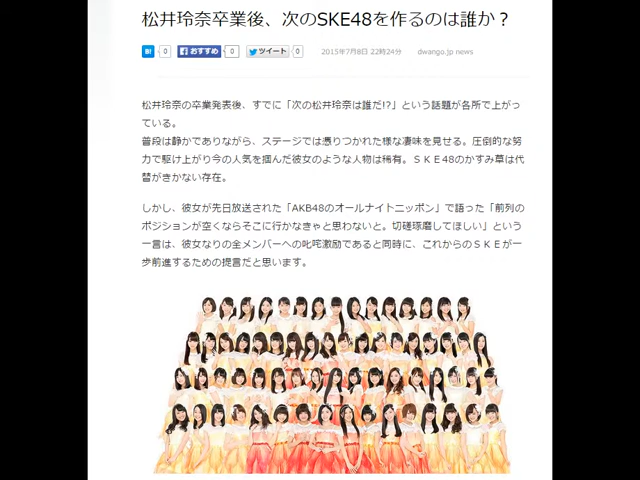 松井玲奈卒業後、次のSKE48を作るのは誰か？
B! 0 おすすめ 0 ツイート 0 2015年7月8日 22時24分 dwango.jp news
松井玲奈の卒業発表後、すでに「次の松井玲奈は誰だ!?」という話題が各所で上がっ
ている。
普段は静かでありながら、ステージでは憑りつかれた様な凄味を見せる。圧倒的な努
力で駆け上がり今の人気を掴んだ彼女のような人物は稀有。ＳＫＥ48のかすみ草は代
替がきかない存在。
しかし、彼女が先日放送された「AKB48のオールナイトニッポン」で語った「前列の
ポジションが空くならそこに行かなきゃと思わないと。切磋琢磨してほしい」という
一言は、彼女なりの全メンバーへの叱咤激励であると同時に、これからのＳＫＥが一
歩前進するための提言だと思います。